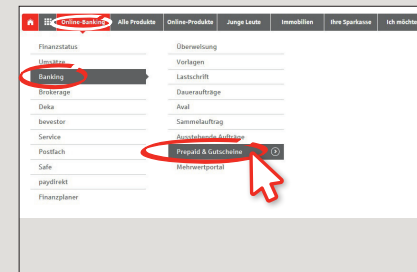 Online-Banking Alle Produkte Online-Produkte Junge Leute Immobilien Ihre Sparkasse Ich möchte
Finanzstatus
Umsätze
Banking
Brokerage
Deka
bevestor
Service
Postfach
Safe
paydirekt
Finanzplaner
Überweisung
Vorlagen
Lastschrift
Daueraufträge
Aval
Sammelauftrag
Ausstehende Aufträge
Prepaid & Gutscheine
Mehrwertportal